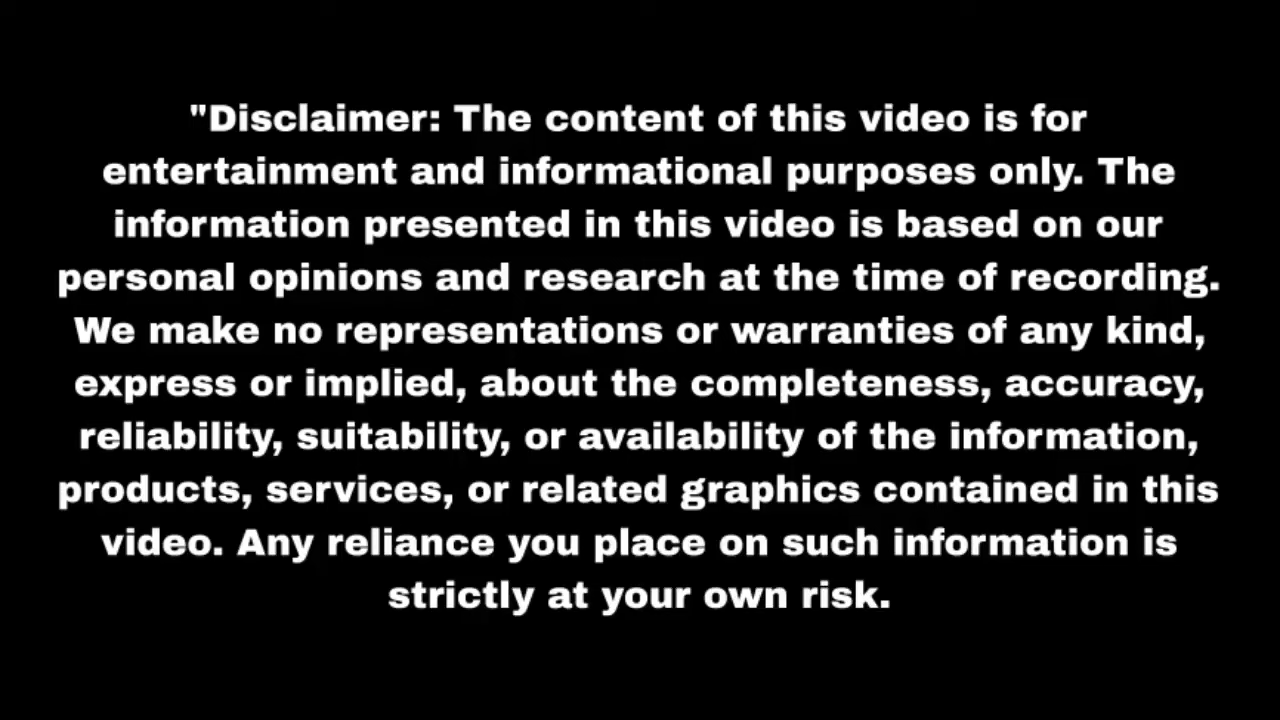 "Disclaimer: The content of this video is for
entertainment and informational purposes only. The
information presented in this video is based on our
personal opinions and research at the time of recording.
We make no representations or warranties of any kind,
express or implied, about the completeness, accuracy,
reliability, suitability, or availability of the information,
products, services, or related graphics contained in this
video. Any reliance you place on such information is
strictly at your own risk.